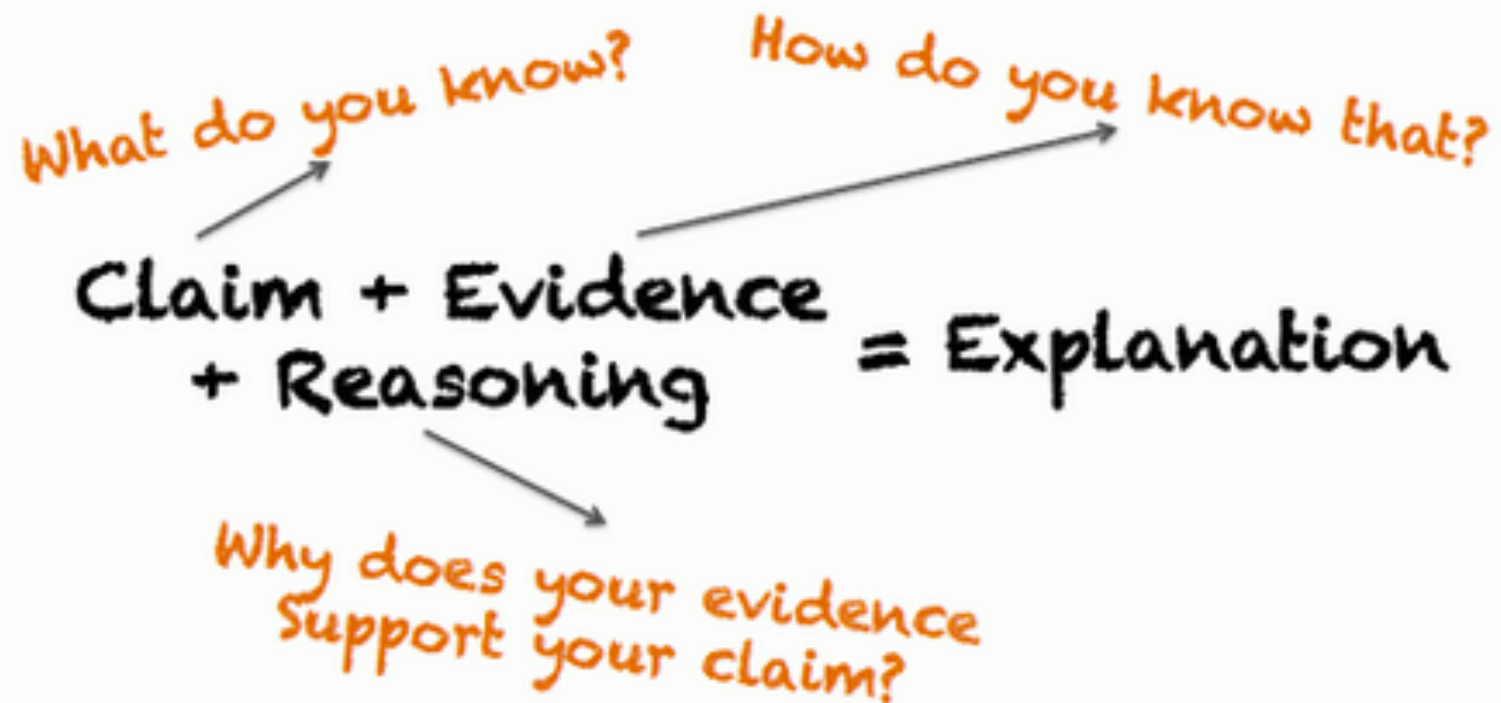 What do you know?
How do you know that?
Claim + Evidence
+ Reasoning
= Explanation
Why does your evidence
Support your claim?